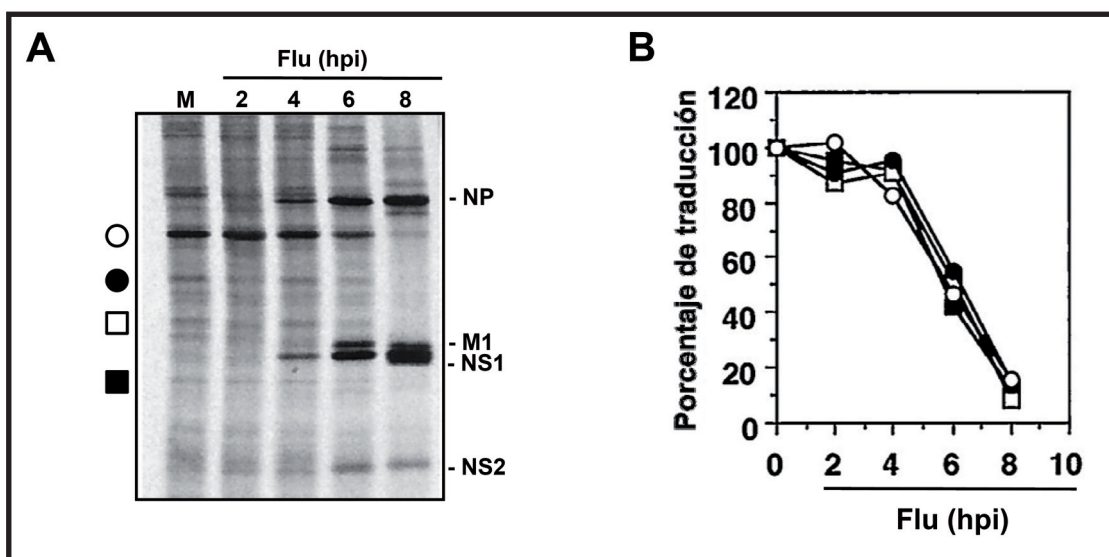 A
Flu (hpi)
M 2 4 6 8
- NP
- M1
- NS1
- NS2
B
Porcentaje de traducción
120
100
80
60
40
20
0
0 2 4 6 8 10
Flu (hpi)